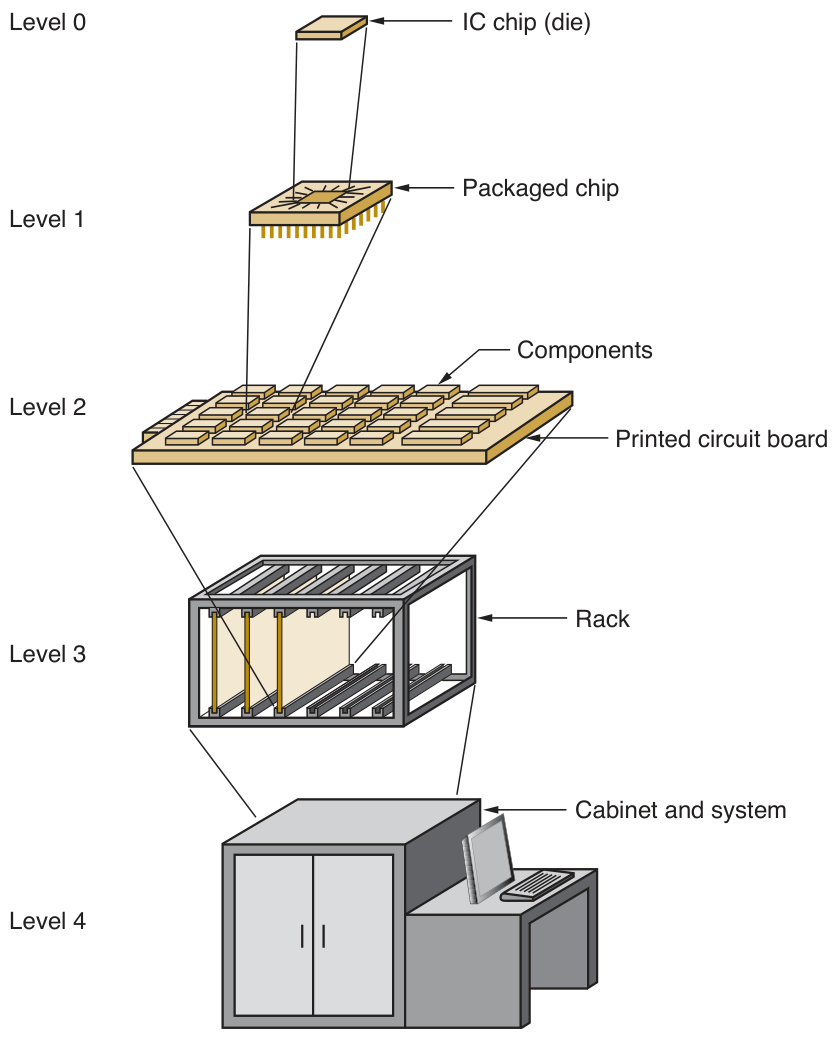 Level 0
IC chip (die)
Packaged chip
Level 1
Components
Level 2
Printed circuit board
Rack
Level 3
Cabinet and system
Level 4